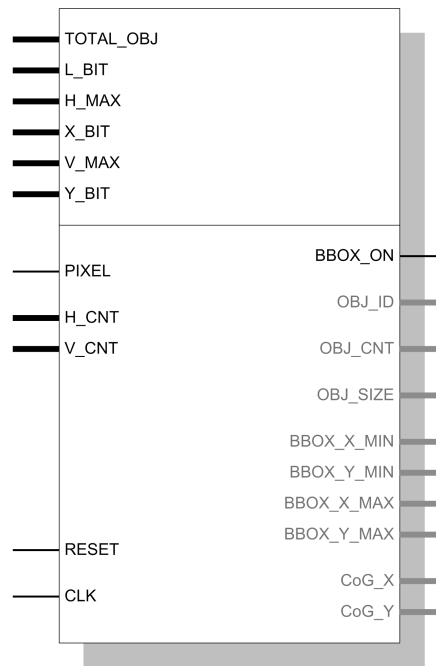 TOTAL_OBJ
L_BIT
H_MAX
X_BIT
V_MAX
Y_BIT
PIXEL
H_CNT
V_CNT
RESET
CLK
BBOX_ON
OBJ_ID
OBJ_CNT
OBJ_SIZE
BBOX_X_MIN
BBOX_Y_MIN
BBOX_X_MAX
BBOX_Y_MAX
CoG_X
CoG_Y